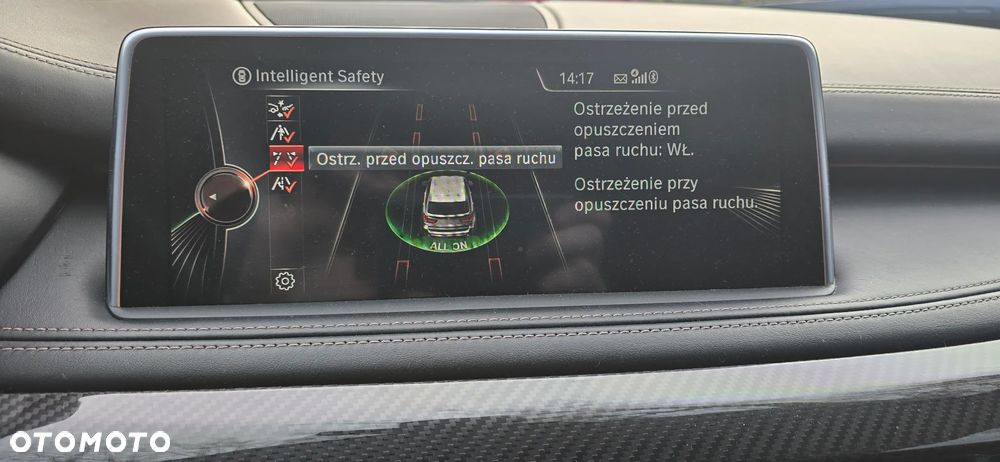 Intelligent Safety
14:17
Ostrz. przed opuszcz. pasa ruchu
ALL ON
Ostrzeżenie przed
opuszczeniem
pasa ruchu: WŁ.
Ostrzeżenie przy
opuszczeniu pasa ruchu.
OTOMOTO